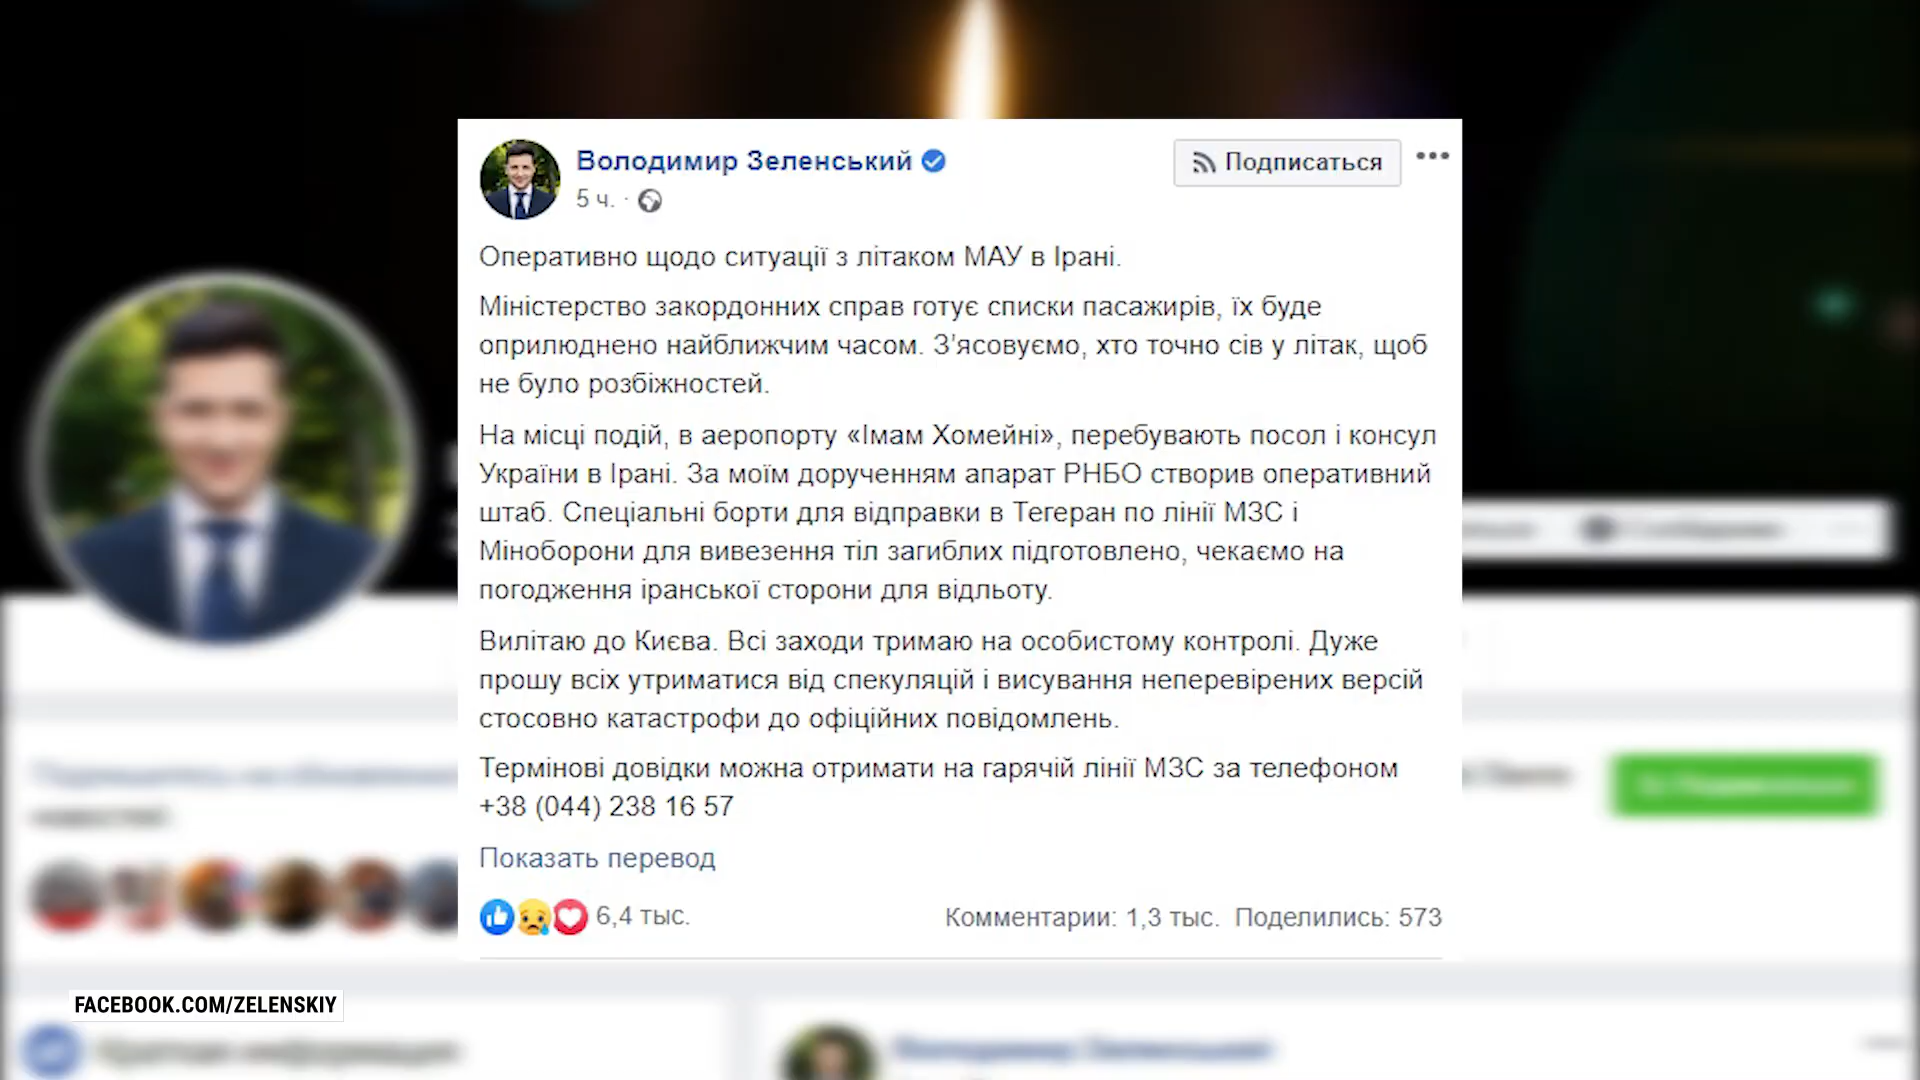 Володимир Зеленський
Подписаться
5 ч.
Оперативно щодо ситуації з літаком МАУ в Ірані.
Міністерство закордонних справ готує списки пасажирів, їх буде
оприлюднено найближчим часом. З'ясовуємо, хто точно сів у літак, щоб
не було розбіжностей.
На місці подій, в аеропорту «Імам Хомейні», перебувають посол і консул
України в Ірані. За моїм дорученням апарат РНБО створив оперативний
штаб. Спеціальні борти для відправки в Тегеран по лінії МЗС і
Міноборони для вивезення тіл загиблих підготовлено, чекаємо на
погодження іранської сторони для відльоту.
Вилітаю до Києва. Всі заходи тримаю на особистому контролі. Дуже
прошу всіх утриматися від спекуляцій і висування неперевірених версій
стосовно катастрофи до офіційних повідомлень.
Термінові довідки можна отримати на гарячій лінії МЗС за телефоном
+38 (044) 238 16 57
Показать перевод
6,4 тыс.
Комментарии: 1,3 тыс. Поделились: 573
FACEBOOK.COM/ZELENSKIY